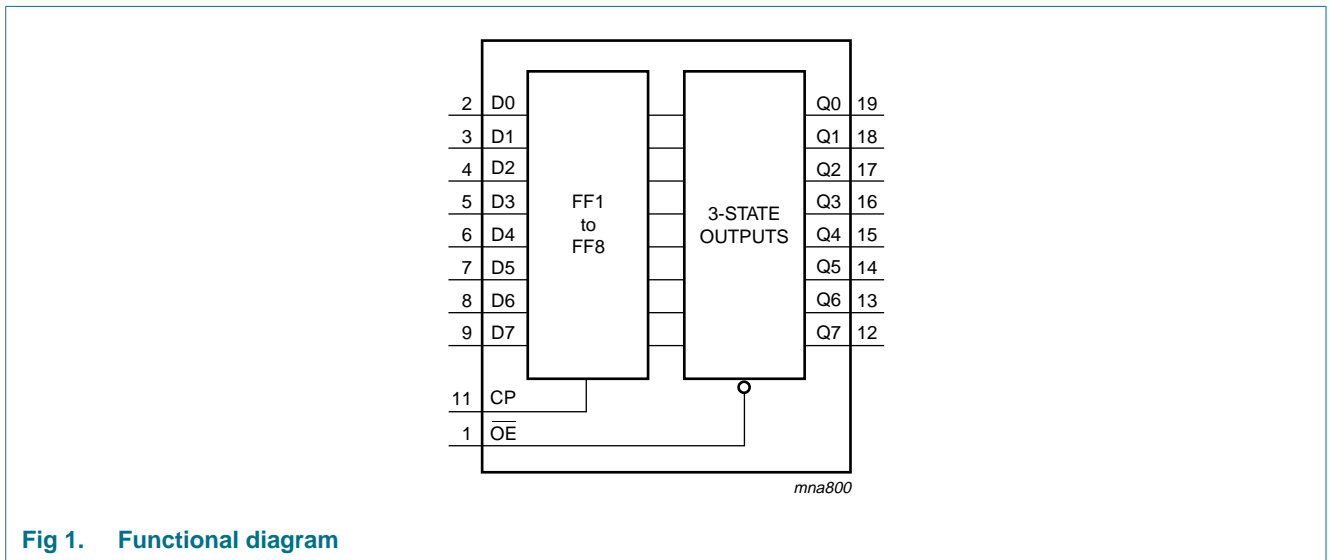 2 D0 Q0 19
3 D1 Q1 18
4 D2 Q2 17
5 D3 Q3 16
6 D4 Q4 15
7 D5 Q5 14
8 D6 Q6 13
9 D7 Q7 12
FF1
to
FF8
3-STATE
OUTPUTS
11 CP
1 O̅E̅
mna800
Fig 1. Functional diagram